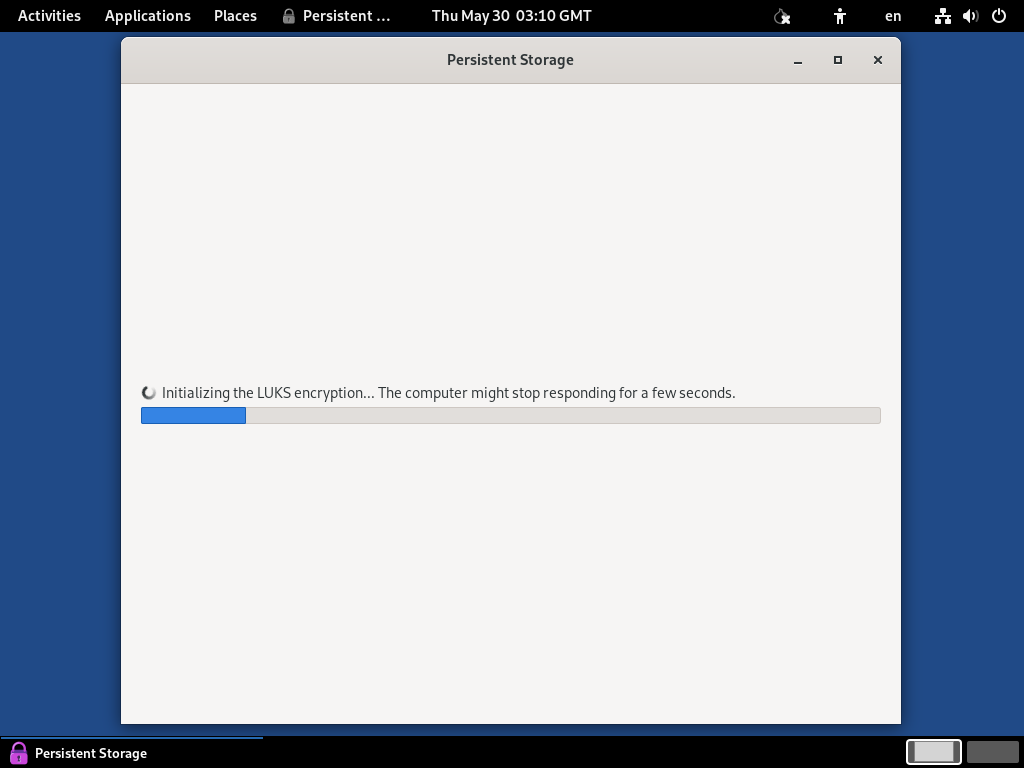 Activities Applications Places Persistent ... Thu May 30 03:10 GMT en
Persistent Storage
Initializing the LUKS encryption... The computer might stop responding for a few seconds.
Persistent Storage